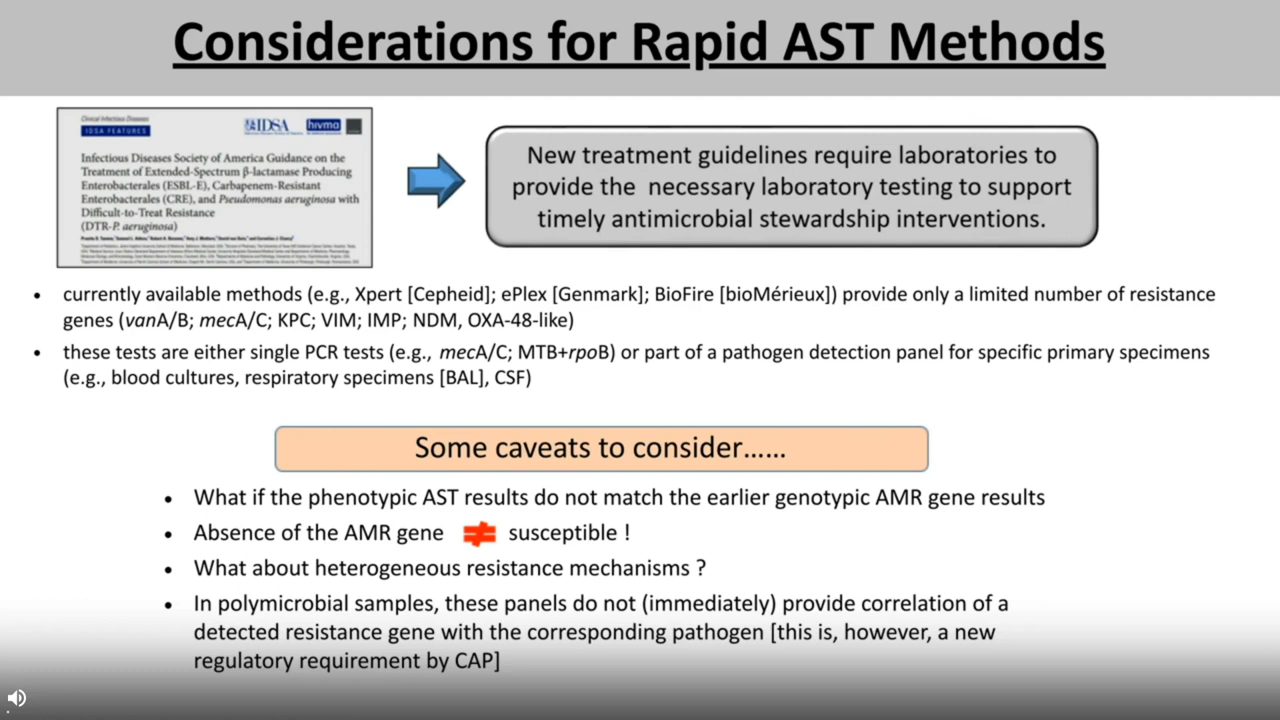 Considerations for Rapid AST Methods
Clinical Infectious Diseases
IDSA FEATURES
IDSA
hivma
Infectious Diseases Society of America Guidance on the
Treatment of Extended-Spectrum β-lactamase Producing
Enterobacterales (ESBL-E), Carbapenem-Resistant
Enterobacterales (CRE), and Pseudomonas aeruginosa with
Difficult-to-Treat Resistance
(DTR-P. aeruginosa)
New treatment guidelines require laboratories to
provide the necessary laboratory testing to support
timely antimicrobial stewardship interventions.
• currently available methods (e.g., Xpert [Cepheid]; ePlex [Genmark]; BioFire [bioMérieux]) provide only a limited number of resistance
genes (vanA/B; mecA/C; KPC; VIM; IMP; NDM, OXA-48-like)
• these tests are either single PCR tests (e.g., mecA/C; MTB+rpoB) or part of a pathogen detection panel for specific primary specimens
(e.g., blood cultures, respiratory specimens [BAL], CSF)
Some caveats to consider……
• What if the phenotypic AST results do not match the earlier genotypic AMR gene results
• Absence of the AMR gene ≠ susceptible !
• What about heterogeneous resistance mechanisms ?
• In polymicrobial samples, these panels do not (immediately) provide correlation of a
detected resistance gene with the corresponding pathogen [this is, however, a new
regulatory requirement by CAP]